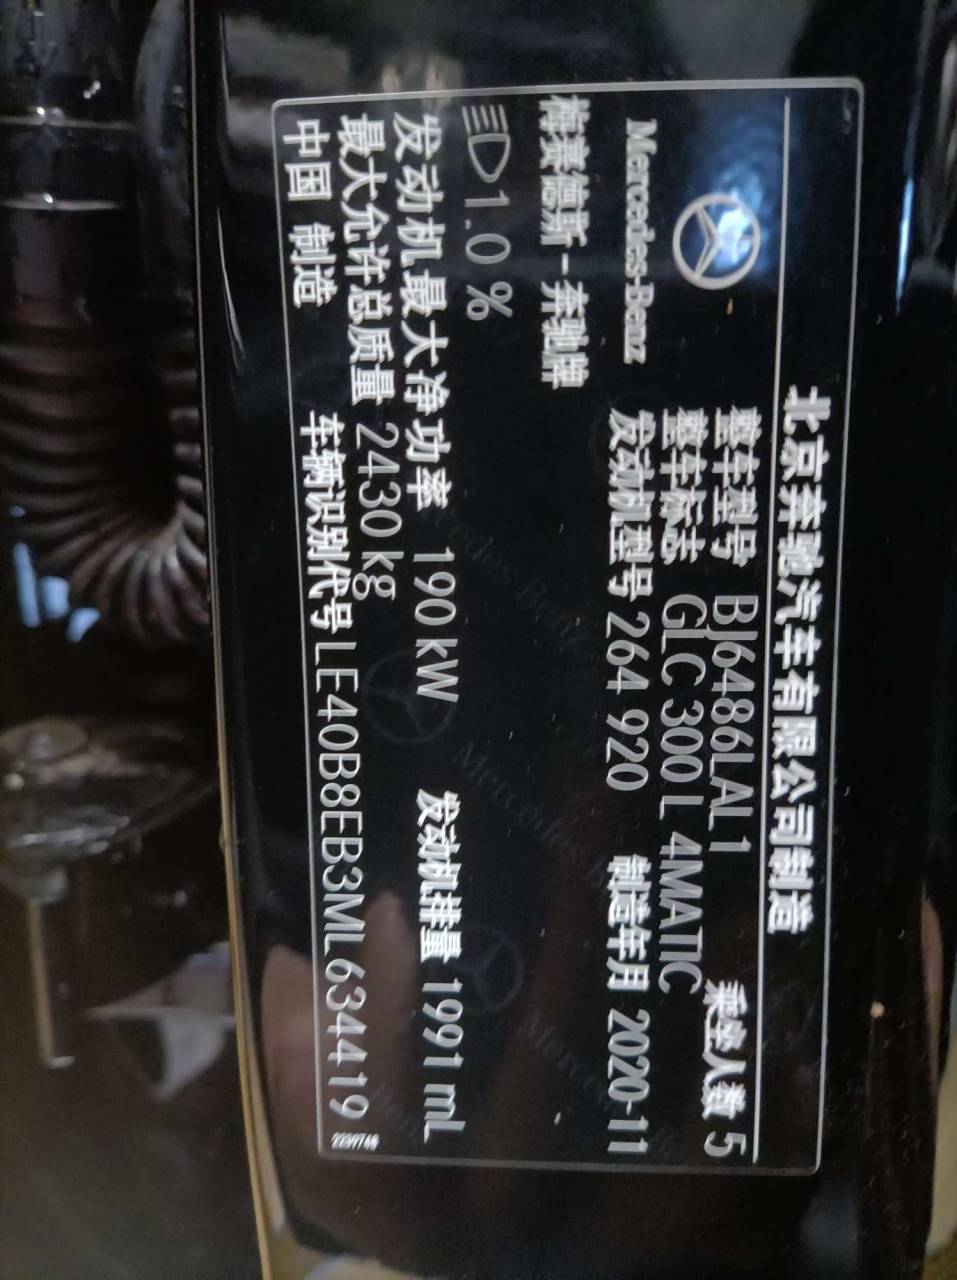 北京奔驰汽车有限公司制造
整车型号 BJ6486LAL1 乘坐人数 5
整车标志 GLC 300 L 4MATIC
Mercedes-Benz 发动机型号 264 920 制造年月 2020-11
梅赛德斯-奔驰牌
1.0 %
发动机最大净功率 190 kW 发动机排量 1991 mL
最大允许总质量 2430 kg
中国 制造 车辆识别代号 LE40B8EB3ML634419
2239748